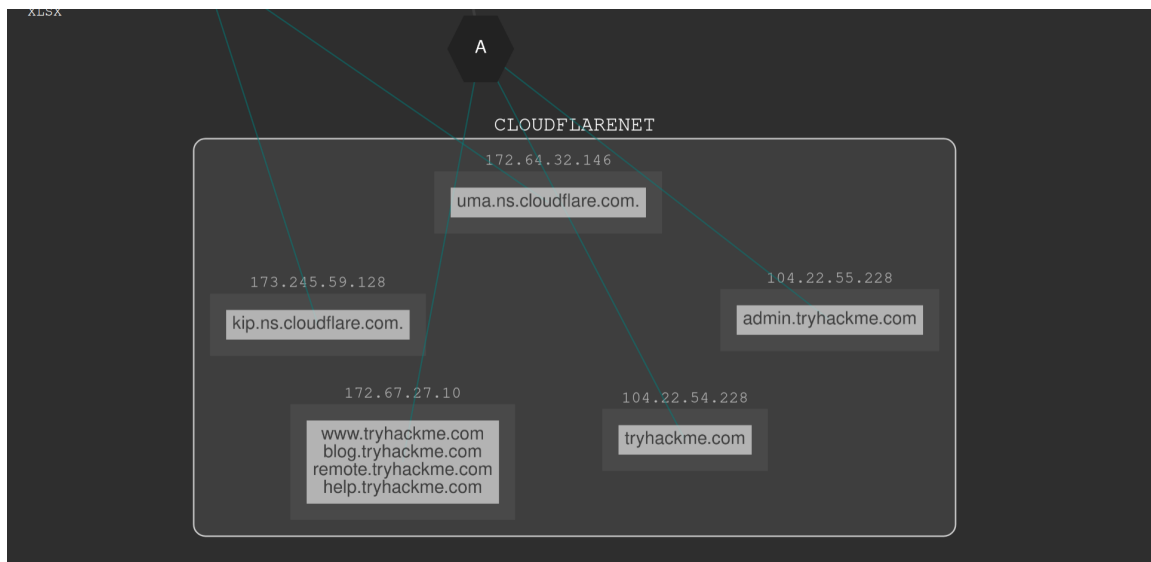 XLSX
A
CLOUDFLARENET
172.64.32.146
uma.ns.cloudflare.com.
173.245.59.128
kip.ns.cloudflare.com.
104.22.55.228
admin.tryhackme.com
172.67.27.10
www.tryhackme.com
blog.tryhackme.com
remote.tryhackme.com
help.tryhackme.com
104.22.54.228
tryhackme.com